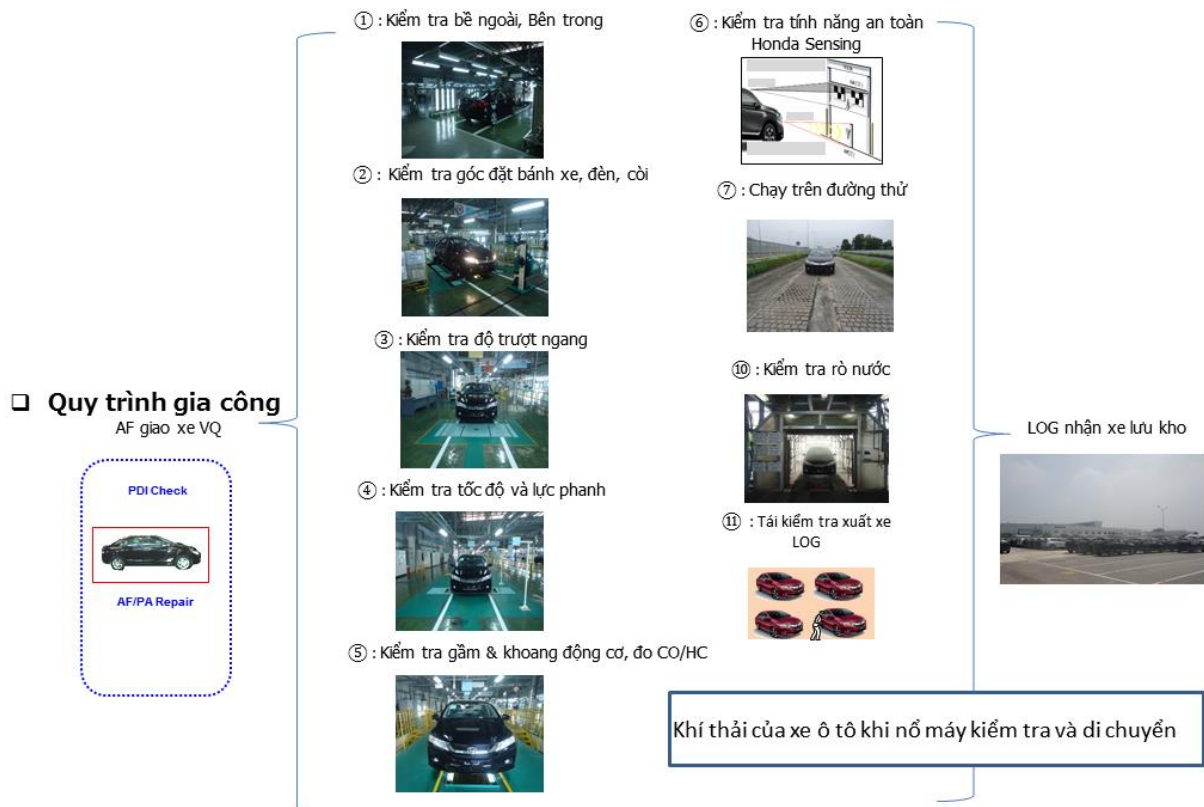 ① : Kiểm tra bề ngoài, Bên trong
② : Kiểm tra góc đặt bánh xe, đèn, còi
③ : Kiểm tra độ trượt ngang
❑ Quy trình gia công
AF giao xe VQ
PDI Check
AF/PA Repair
④ : Kiểm tra tốc độ và lực phanh
⑤ : Kiểm tra gầm & khoang động cơ, đo CO/HC
⑥ : Kiểm tra tính năng an toàn
Honda Sensing
⑦ : Chạy trên đường thử
⑩ : Kiểm tra rò nước
⑪ : Tái kiểm tra xuất xe
LOG
LOG nhận xe lưu kho
Khí thải của xe ô tô khi nổ máy kiểm tra và di chuyển